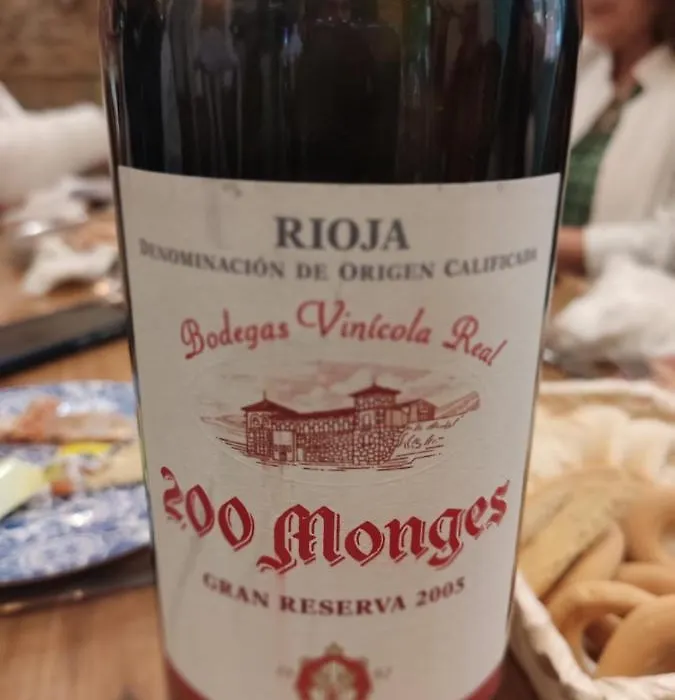 RIOJA
DENOMINACIÓN DE ORIGEN CALIFICADA
Bodegas Vinícola Real
200 Monges
GRAN RESERVA 2005